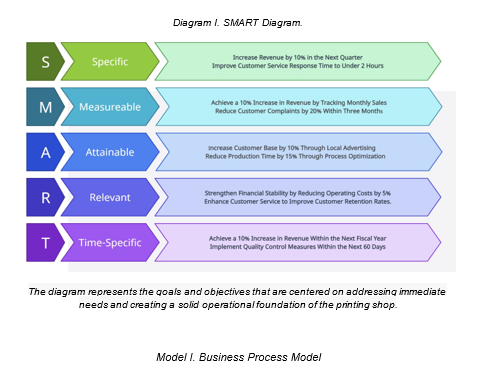 Diagram I. SMART Diagram.
S
Specific
Increase Revenue by 10% in the Next Quarter
Improve Customer Service Response Time to Under 2 Hours
M
Measureable
Achieve a 10% Increase in Revenue by Tracking Monthly Sales
Reduce Customer Complaints by 20% Within Three Months
A
Attainable
Increase Customer Base by 10% Through Local Advertising
Reduce Production Time by 15% Through Process Optimization
R
Relevant
Strengthen Financial Stability by Reducing Operating Costs by 5%
Enhance Customer Service to Improve Customer Retention Rates.
T
Time-Specific
Achieve a 10% Increase in Revenue Within the Next Fiscal Year
Implement Quality Control Measures Within the Next 60 Days
The diagram represents the goals and objectives that are centered on addressing immediate
needs and creating a solid operational foundation of the printing shop.
Model I. Business Process Model